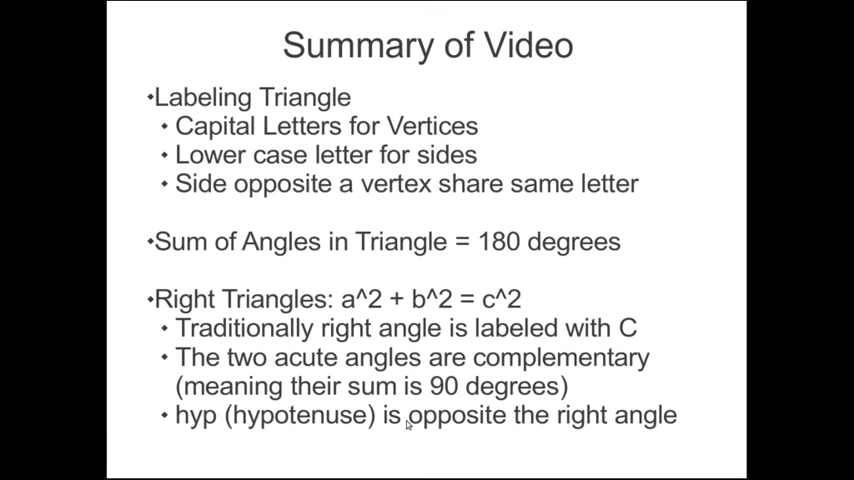 Summary of Video
•Labeling Triangle
• Capital Letters for Vertices
• Lower case letter for sides
• Side opposite a vertex share same letter
•Sum of Angles in Triangle = 180 degrees
•Right Triangles: a^2 + b^2 = c^2
• Traditionally right angle is labeled with C
• The two acute angles are complementary
(meaning their sum is 90 degrees)
• hyp (hypotenuse) is opposite the right angle